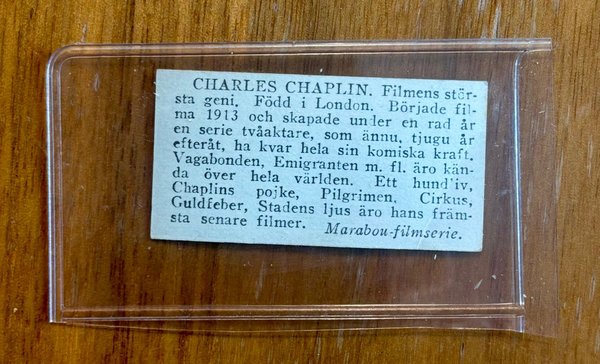 CHARLES CHAPLIN. Filmens stör-
sta geni. Född i London. Började fil-
ma 1913 och skapade under en rad år
en serie tvåaktare, som ännu, tjugu år
efteråt, ha kvar hela sin komiska kraft.
Vagabonden, Emigranten m. fl. äro kän-
da över hela världen. Ett hund'iv,
Chaplins pojke, Pilgrimen, Cirkus,
Guldfeber, Stadens ljus äro hans främ-
sta senare filmer. Marabou-filmserie.